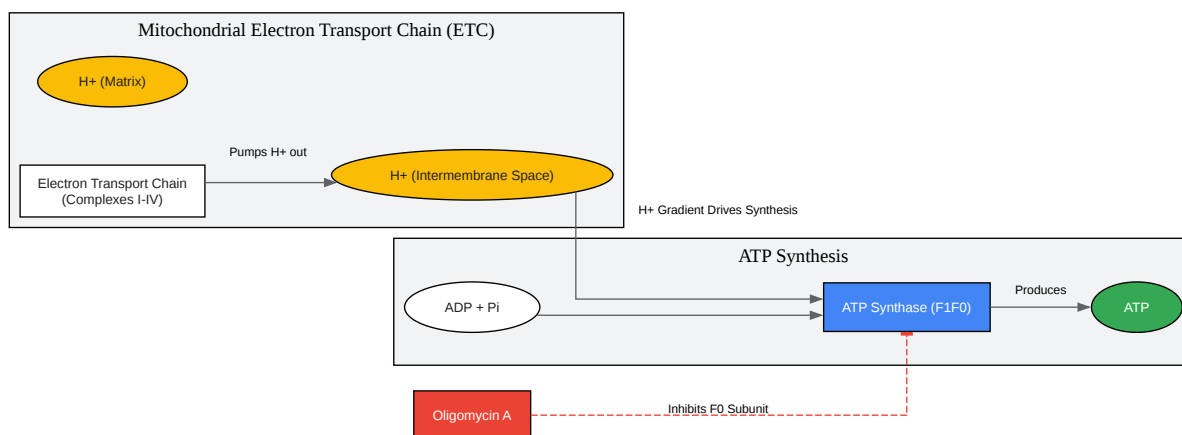 Mitochondrial Electron Transport Chain (ETC)
H+ (Matrix)
Pumps H+ out
Electron Transport Chain
(Complexes I-IV)
H+ (Intermembrane Space)
H+ Gradient Drives Synthesis
ATP Synthesis
ADP + Pi
ATP Synthase (F1F0)
Produces
ATP
Oligomycin A
Inhibits F0 Subunit